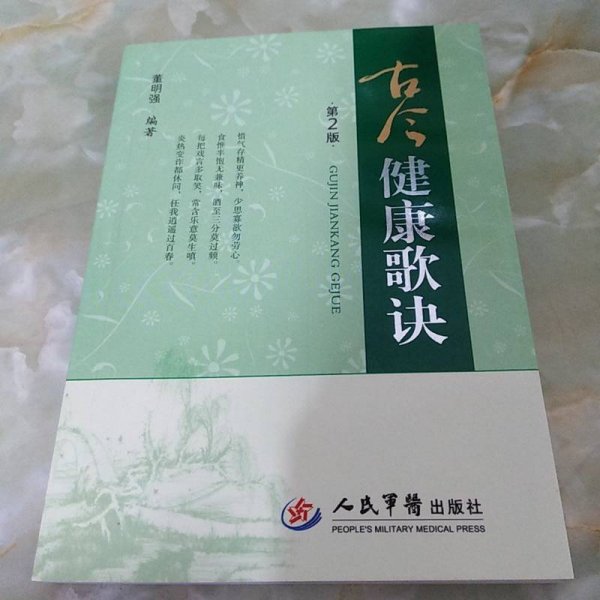 古今
健康歌诀
·第2版·
GUJIN JIANKANG GEJUE
董明强 编著
惜气存精更养神，少思寡欲勿劳心。
食惟半饱无兼味，酒至三分莫过频。
每把戏言多取笑，常含乐意莫生嗔。
炎热变诈都休问，任我逍遥过百春。
人民军醫出版社
PEOPLE'S MILITARY MEDICAL PRESS